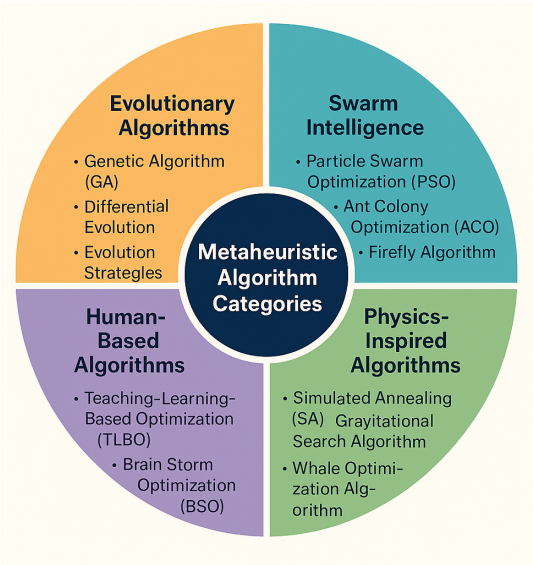 Evolutionary
Algorithms
• Genetic Algorithm
(GA)
• Differential
Evolution
• Evolution
Strategles
Swarm
Intelligence
• Particle Swarm
Optimization (PSO)
• Ant Colony
Optimization (ACO)
• Firefly Algorithm
Metaheuristic
Algorithm
Categories
Human-
Based
Algorithms
• Teaching-Learning-
Based Optimization
(TLBO)
• Brain Storm
Optimization
(BSO)
Physics-
Inspired
Algorithms
• Simulated Annealing
(SA) Grayitational
Search Algorithm
• Whale Optimi-
zation Alg-
orithm